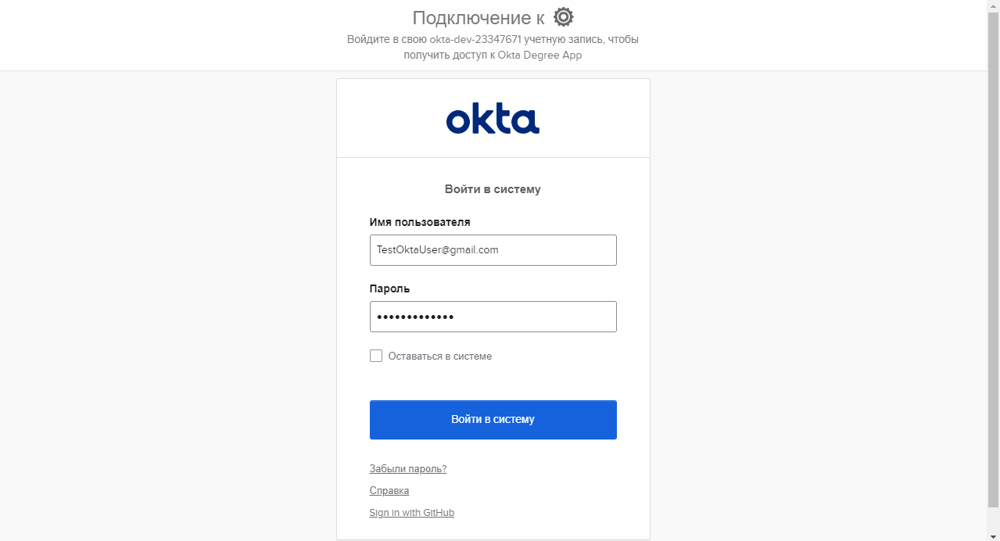 Подключение к
Войдите в свою okta-dev-23347671 учетную запись, чтобы
получить доступ к Okta Degree App
okta
Войти в систему
Имя пользователя
TestOktaUser@gmail.com
Пароль
•••••••••••••
Оставаться в системе
Войти в систему
Забыли пароль?
Справка
Sign in with GitHub